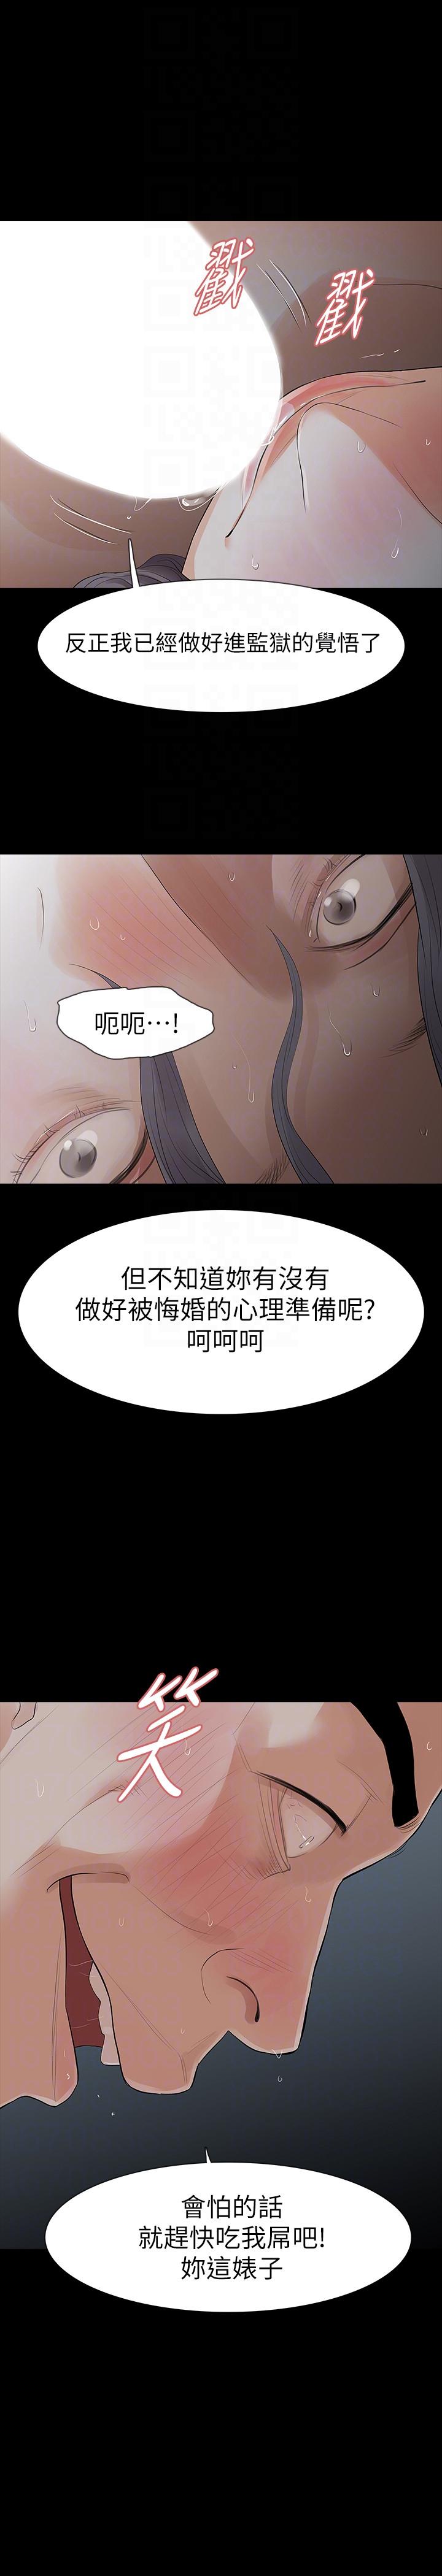 戳
戳
反正我已經做好進監獄的覺悟了
呃呃⋯!
但不知道妳有沒有
做好被悔婚的心理準備呢?
呵呵呵
笑
會怕的話
就趕快吃我屌吧!
妳這婊子